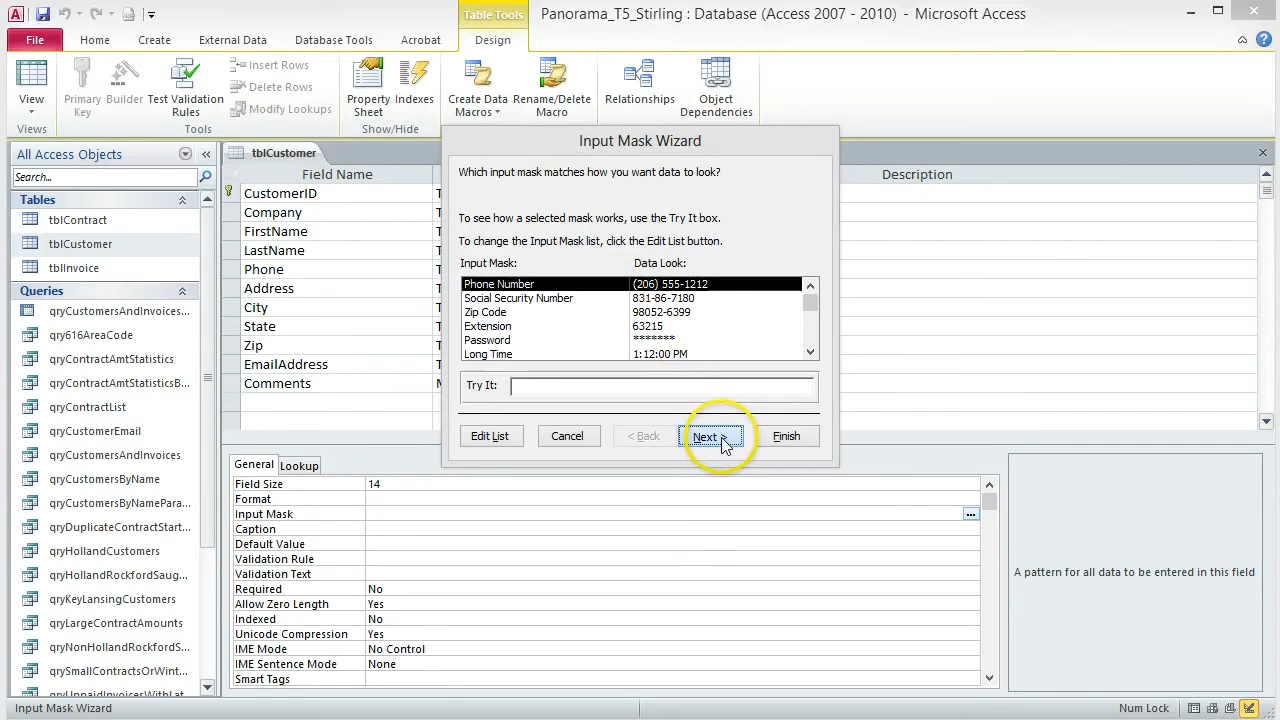 Table Tools
Panorama_T5_Stirling : Database (Access 2007 - 2010) - Microsoft Access
File Home Create External Data Database Tools Acrobat Design
View
Primary Key
Builder
Test Validation Rules
Insert Rows
Delete Rows
Modify Lookups
Property Sheet
Indexes
Create Data Macros
Rename/Delete Macro
Relationships
Object Dependencies
Views
Tools
Show/Hide
All Access Objects
Search...
Tables
tblContract
tblCustomer
tblInvoice
Queries
qryCustomersAndInvoices...
qry616AreaCode
qryContractAmtStatistics
qryContractAmtStatisticsB...
qryContractList
qryCustomerEmail
qryCustomersAndInvoices
qryCustomersByName
qryCustomersByNamePara...
qryDuplicateContractStart...
qryHollandCustomers
qryHollandRockfordSaug...
qryKeyLansingCustomers
qryLargeContractAmounts
qryNonHollandRockfordS...
qrySmallContractsOrWint...
qryUnpaidInvoicesWithLat...
tblCustomer
Field Name
Description
CustomerID
Company
FirstName
LastName
Phone
Address
City
State
Zip
EmailAddress
Comments
Input Mask Wizard
Which input mask matches how you want data to look?
To see how a selected mask works, use the Try It box.
To change the Input Mask list, click the Edit List button.
Input Mask: Data Look:
Phone Number (206) 555-1212
Social Security Number 831-86-7180
Zip Code 98052-6399
Extension 63215
Password *******
Long Time 1:12:00 PM
Try It:
Edit List Cancel < Back Next > Finish
General Lookup
Field Size 14
Format
Input Mask
Caption
Default Value
Validation Rule
Validation Text
Required No
Allow Zero Length Yes
Indexed No
Unicode Compression Yes
IME Mode No Control
IME Sentence Mode None
Smart Tags
A pattern for all data to be entered in this field
Input Mask Wizard
Num Lock